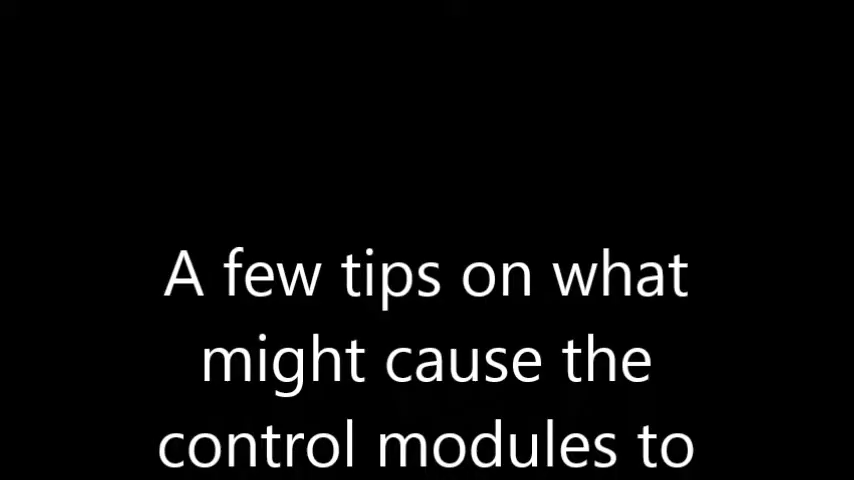 A few tips on what
might cause the
control modules to